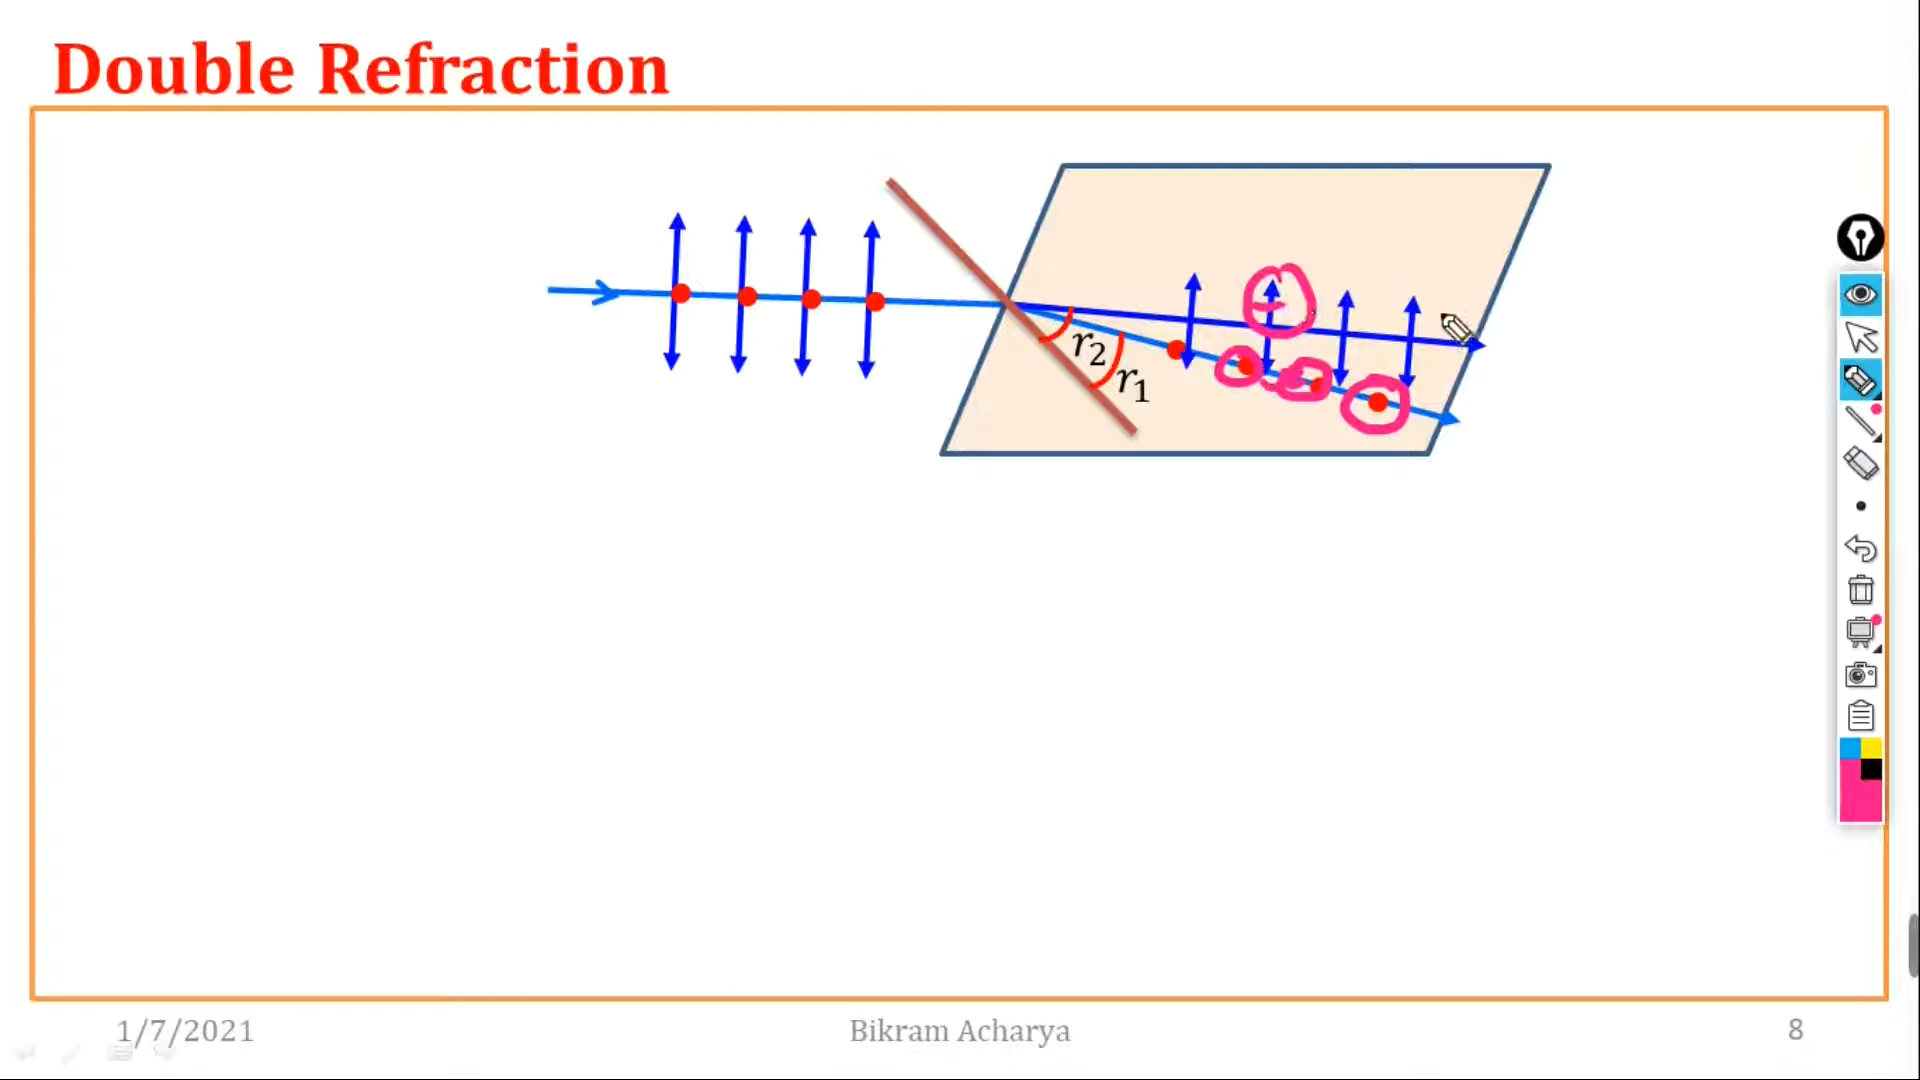 Double Refraction
r₂
r₁
1/7/2021
Bikram Acharya
8